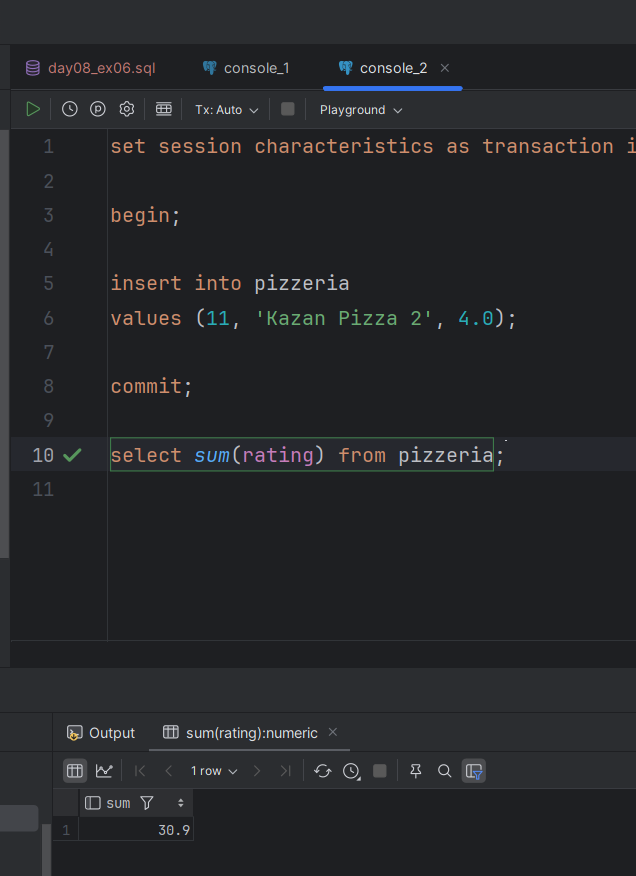 day08_ex06.sql console_1 console_2
Tx: Auto Playground
1 set session characteristics as transaction i
2
3 begin;
4
5 insert into pizzeria
6 values (11, 'Kazan Pizza 2', 4.0);
7
8 commit;
9
10 select sum(rating) from pizzeria;
11
Output sum(rating):numeric
1 row
sum
1 30.9